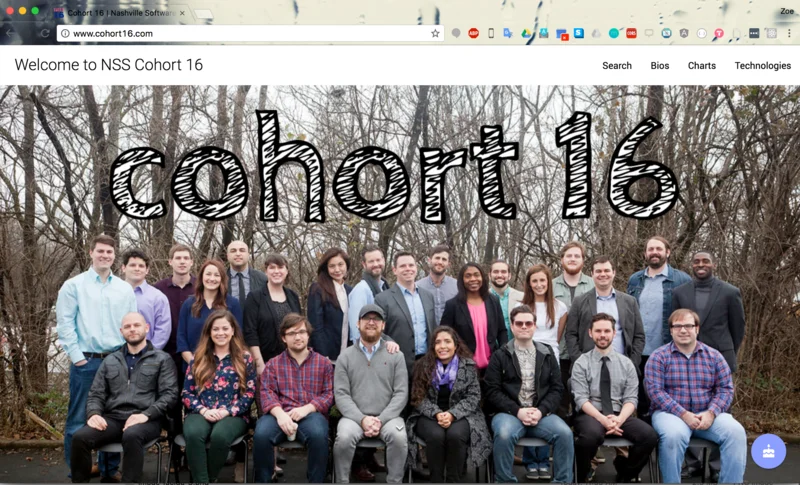 Cohort 16 | Nashville Software
Zoe
www.cohort16.com
ABP
Welcome to NSS Cohort 16
Search Bios Charts Technologies
cohort 16